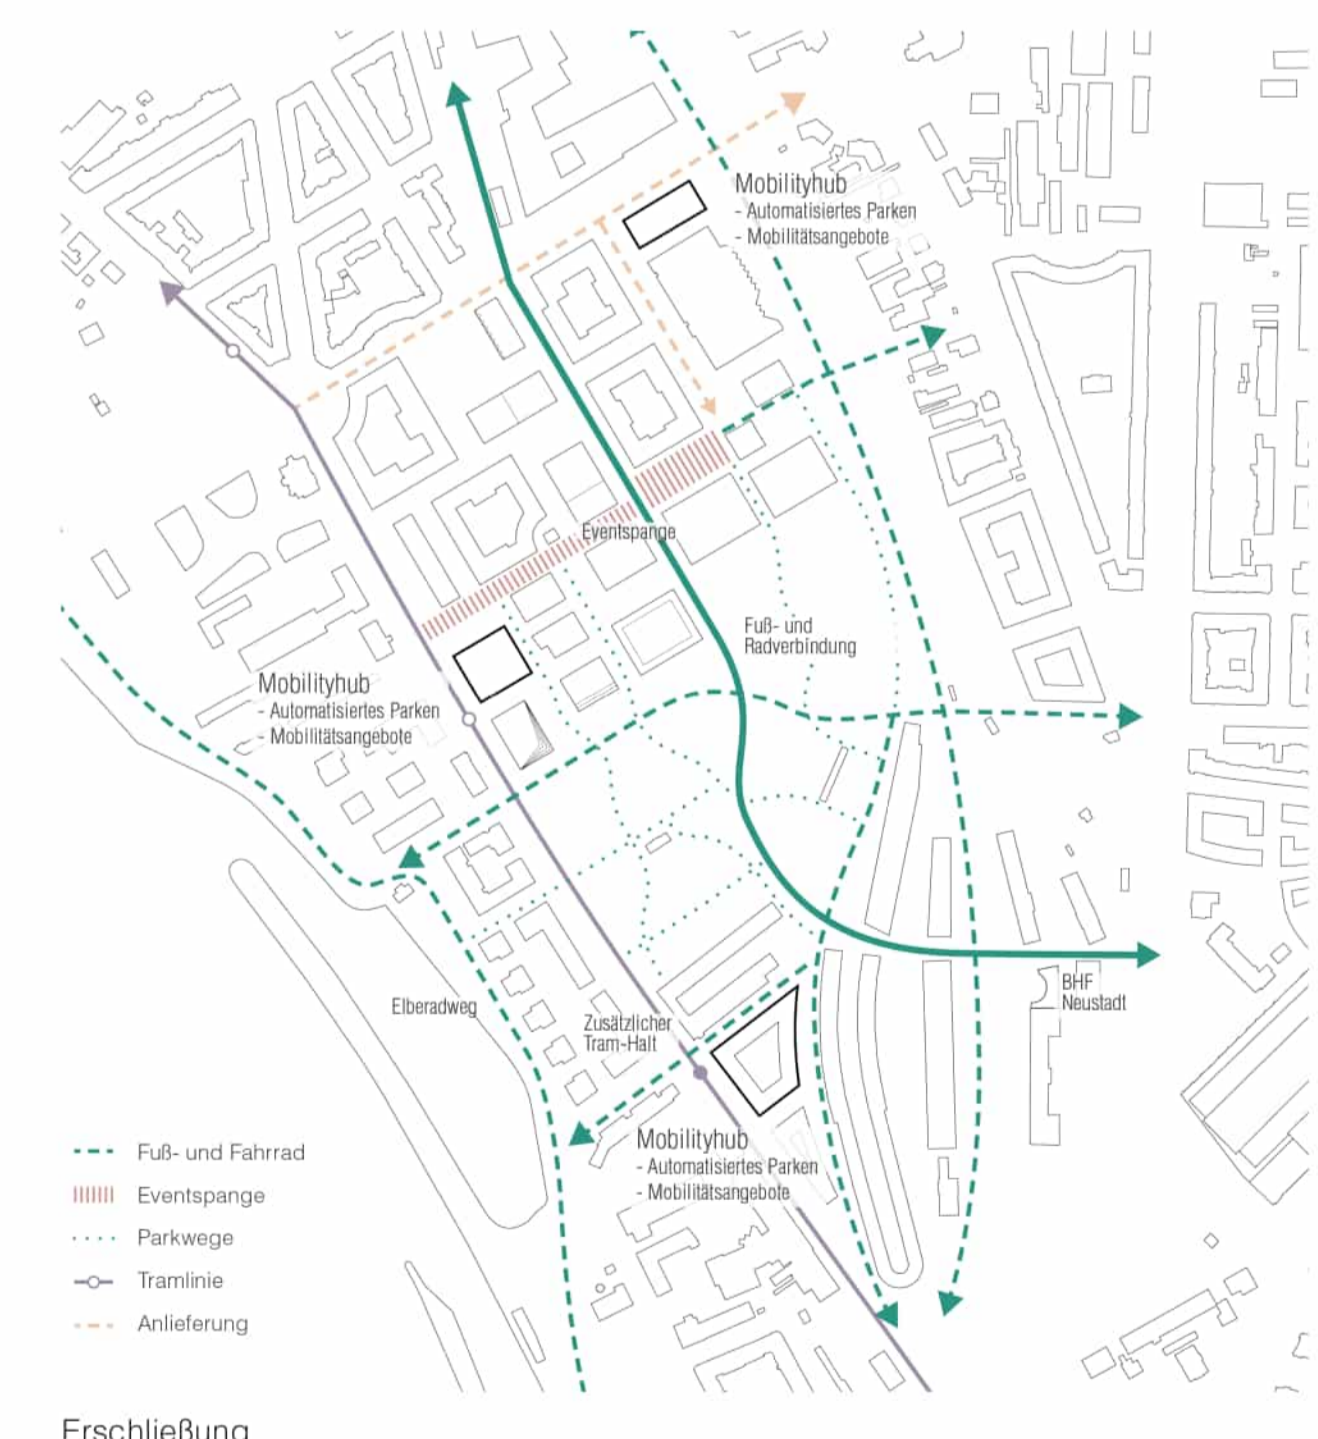 Mobilityhub
- Automatisiertes Parken
- Mobilitätsangebote
Eventspange
Fuß- und
Radverbindung
Mobilityhub
- Automatisiertes Parken
- Mobilitätsangebote
Elberadweg
Zusätzlicher
Tram-Halt
BHF
Neustadt
Mobilityhub
- Automatisiertes Parken
- Mobilitätsangebote
Fuß- und Fahrrad
Eventspange
Parkwege
Tramlinie
Anlieferung
Erschließung